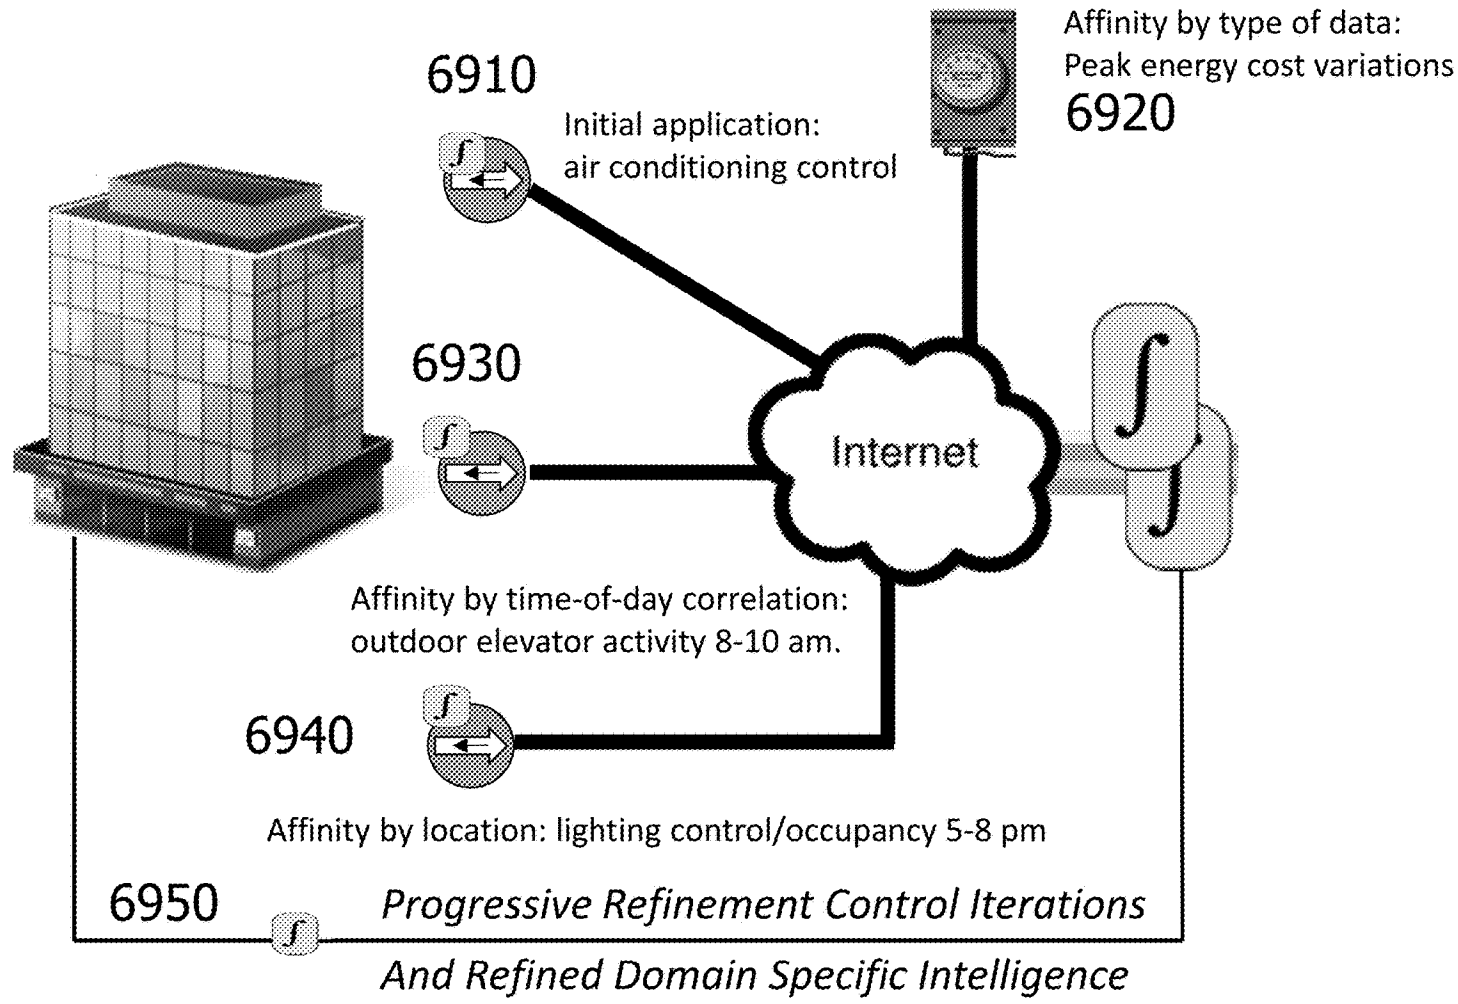 6910
Initial application:
air conditioning control
Affinity by type of data:
Peak energy cost variations
6920
6930
∫
∫
∫
∫
Internet
∫
Affinity by time-of-day correlation:
outdoor elevator activity 8-10 am.
6940
∫
Affinity by location: lighting control/occupancy 5-8 pm
6950
∫
Progressive Refinement Control Iterations
And Refined Domain Specific Intelligence